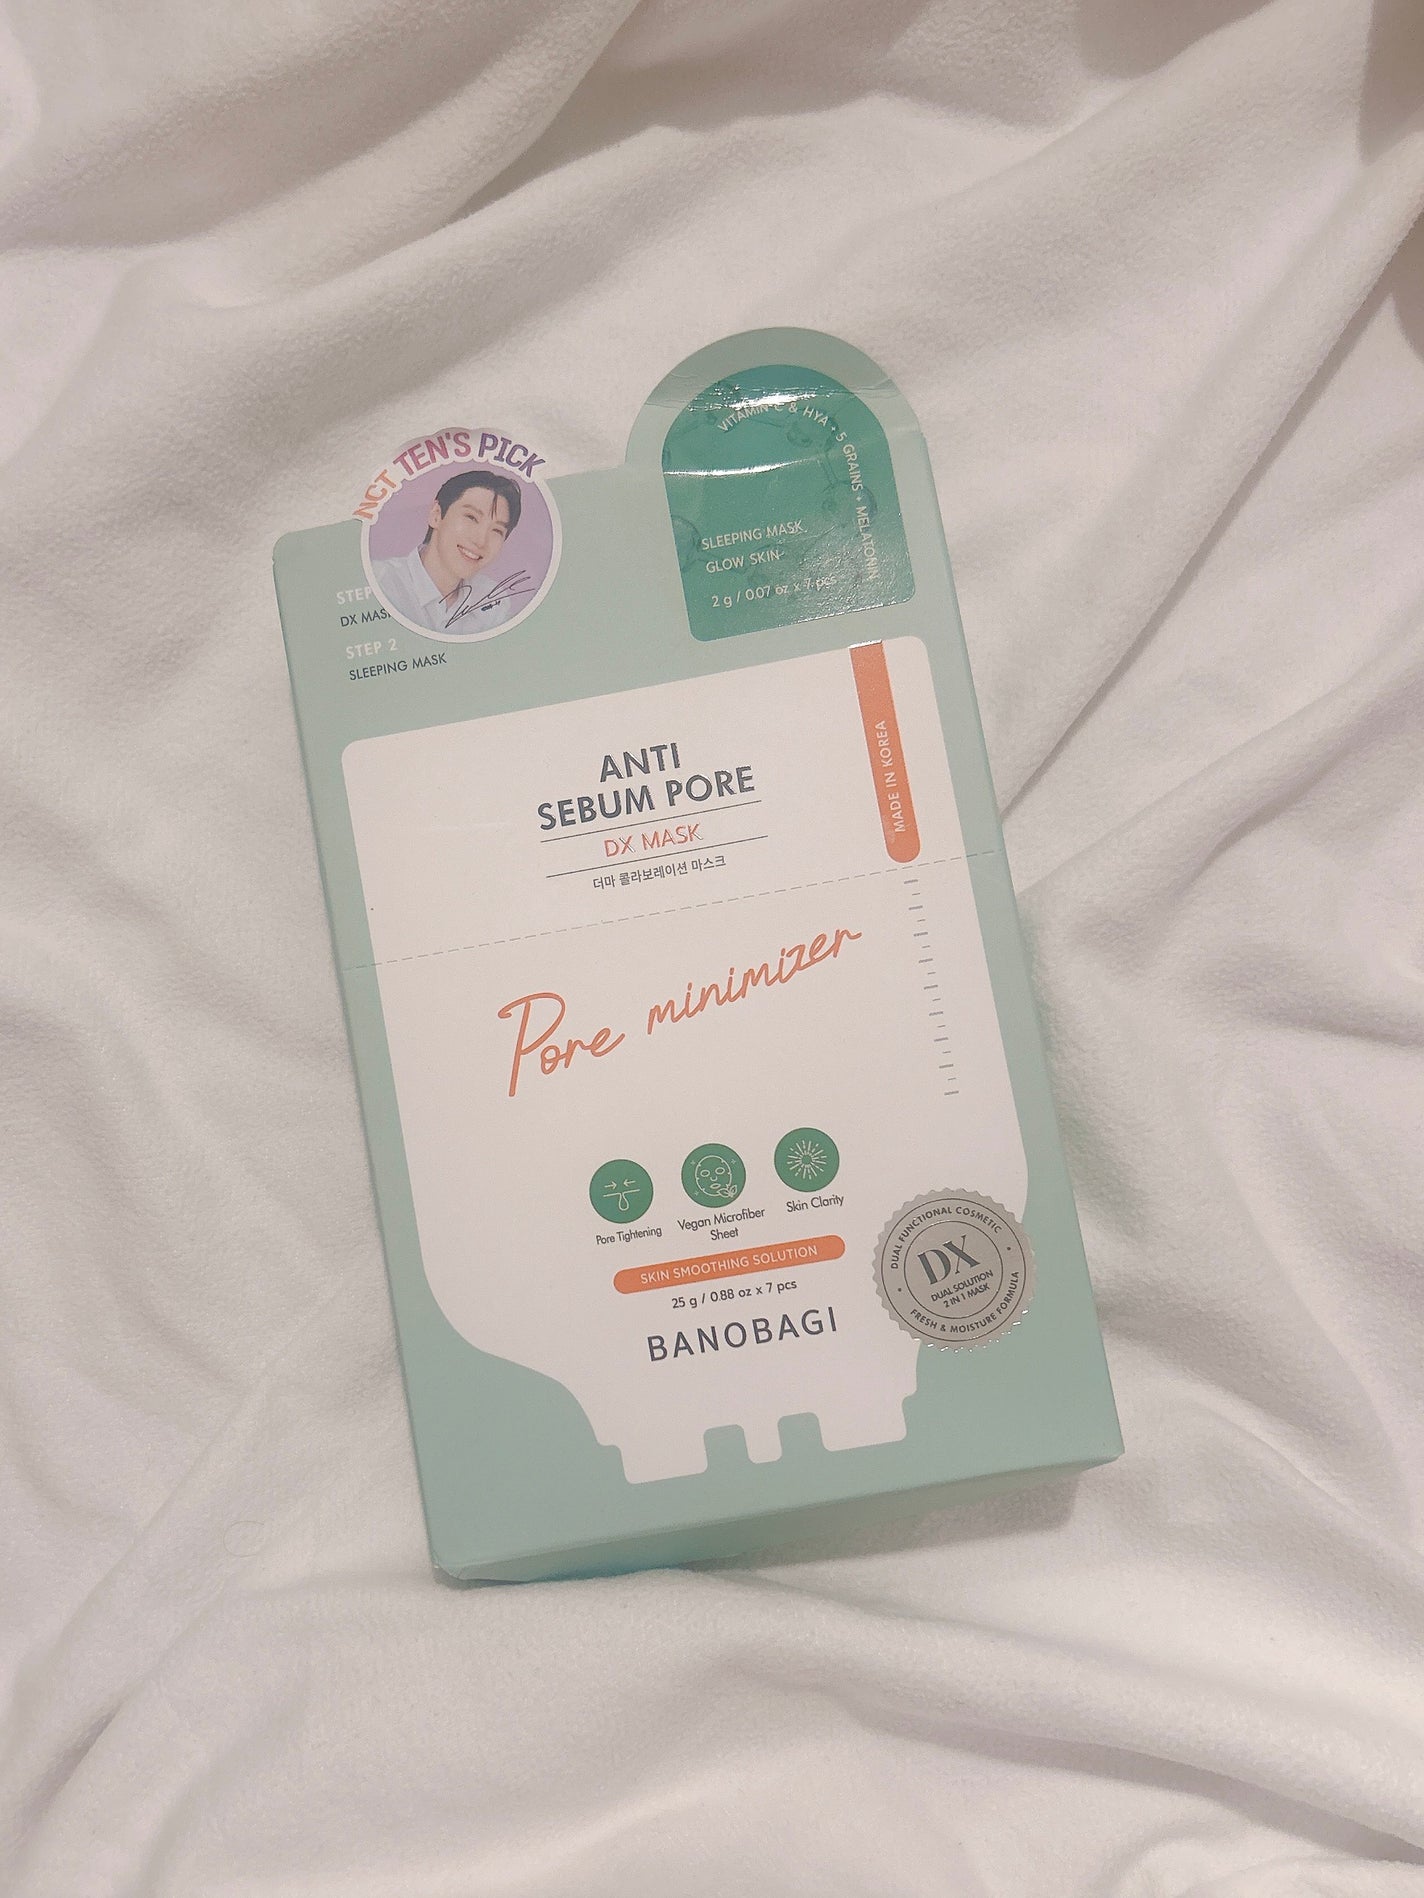 NCT TEN'S PICK
VITAMIN C & HYA + 5 GRAINS + MELATONIN
SLEEPING MASK
GLOW SKIN
2 g / 0.07 oz x 7 pcs
STEP
DX MAS
STEP 2
SLEEPING MASK
MADE IN KOREA
ANTI
SEBUM PORE
DX MASK
더마 콜라보레이션 마스크
Pore minimizer
Pore Tightening
Vegan Microfiber
Sheet
Skin Clarity
SKIN SMOOTHING SOLUTION
25 g / 0.88 oz x 7 pcs
BANOBAGI
DUAL FUNCTIONAL COSMETIC
DX
DUAL SOLUTION
2 IN 1 MASK
FRESH & MOISTURE FORMULA